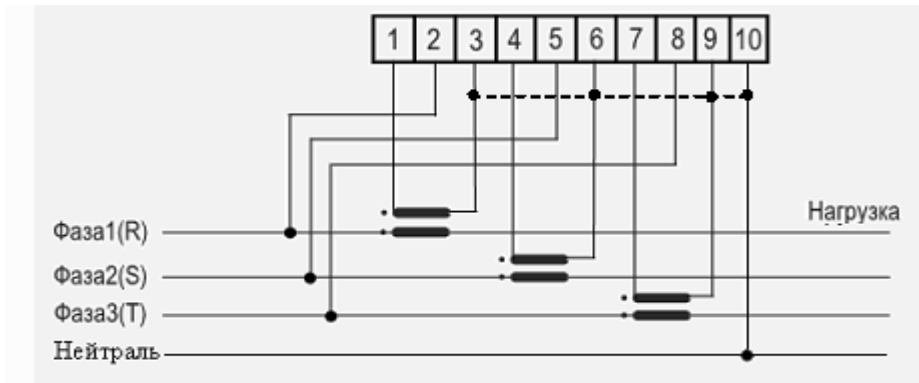 1 2 3 4 5 6 7 8 9 10
Нагрузка
Фаза1(R)
Фаза2(S)
Фаза3(T)
Нейтраль